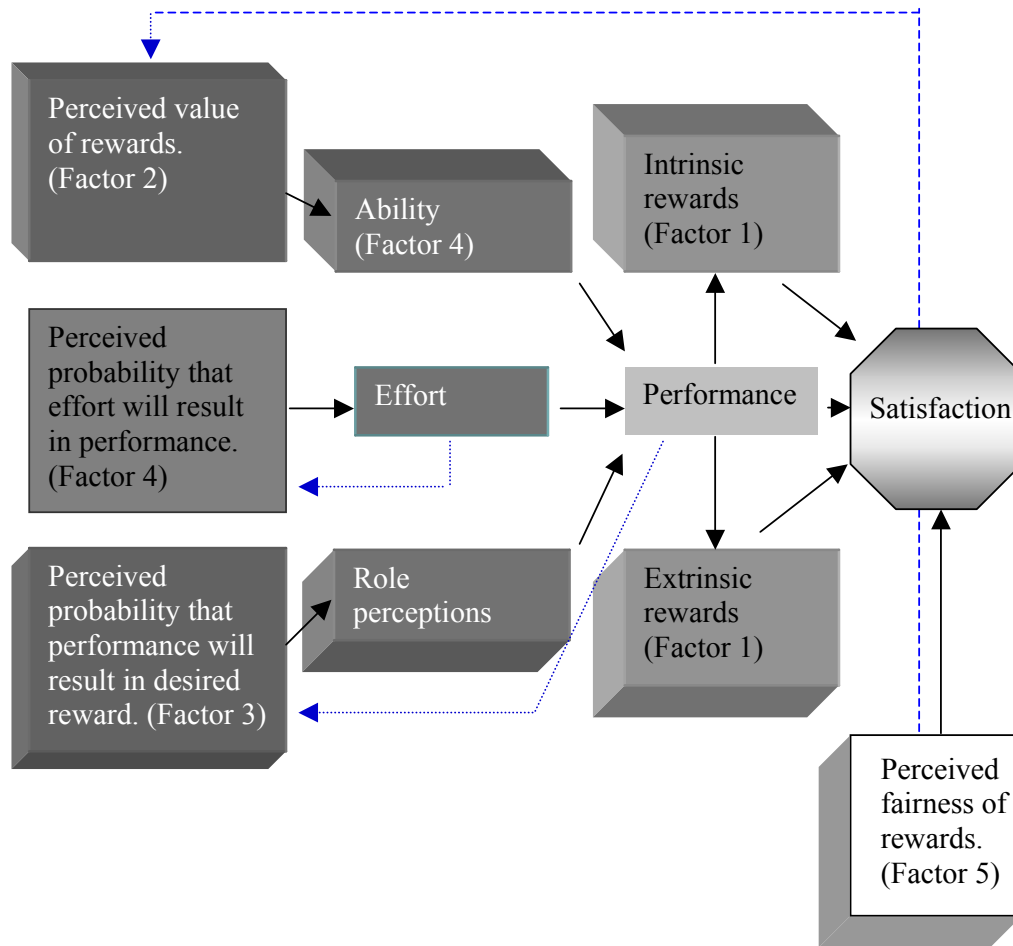 Perceived value
of rewards.
(Factor 2)
Ability
(Factor 4)
Intrinsic
rewards
(Factor 1)
Perceived
probability that
effort will result
in performance.
(Factor 4)
Effort
Performance
Satisfaction
Perceived
probability that
performance will
result in desired
reward. (Factor 3)
Role
perceptions
Extrinsic
rewards
(Factor 1)
Perceived
fairness of
rewards.
(Factor 5)